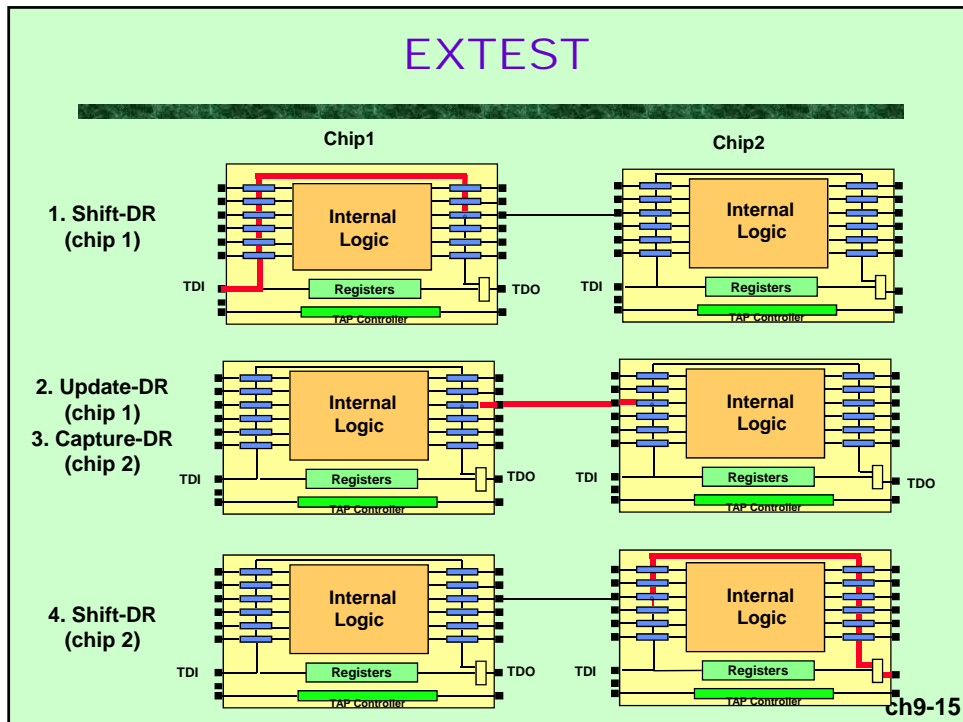 EXTEST
Chip1
Chip2
1. Shift-DR
(chip 1)
Internal
Logic
TDI
Registers
TDO
TAP Controller
Internal
Logic
TDI
Registers
TAP Controller
2. Update-DR
(chip 1)
3. Capture-DR
(chip 2)
Internal
Logic
TDI
Registers
TDO
TAP Controller
Internal
Logic
TDI
Registers
TDO
TAP Controller
4. Shift-DR
(chip 2)
Internal
Logic
TDI
Registers
TDO
TAP Controller
Internal
Logic
TDI
Registers
TAP Controller
ch9-15